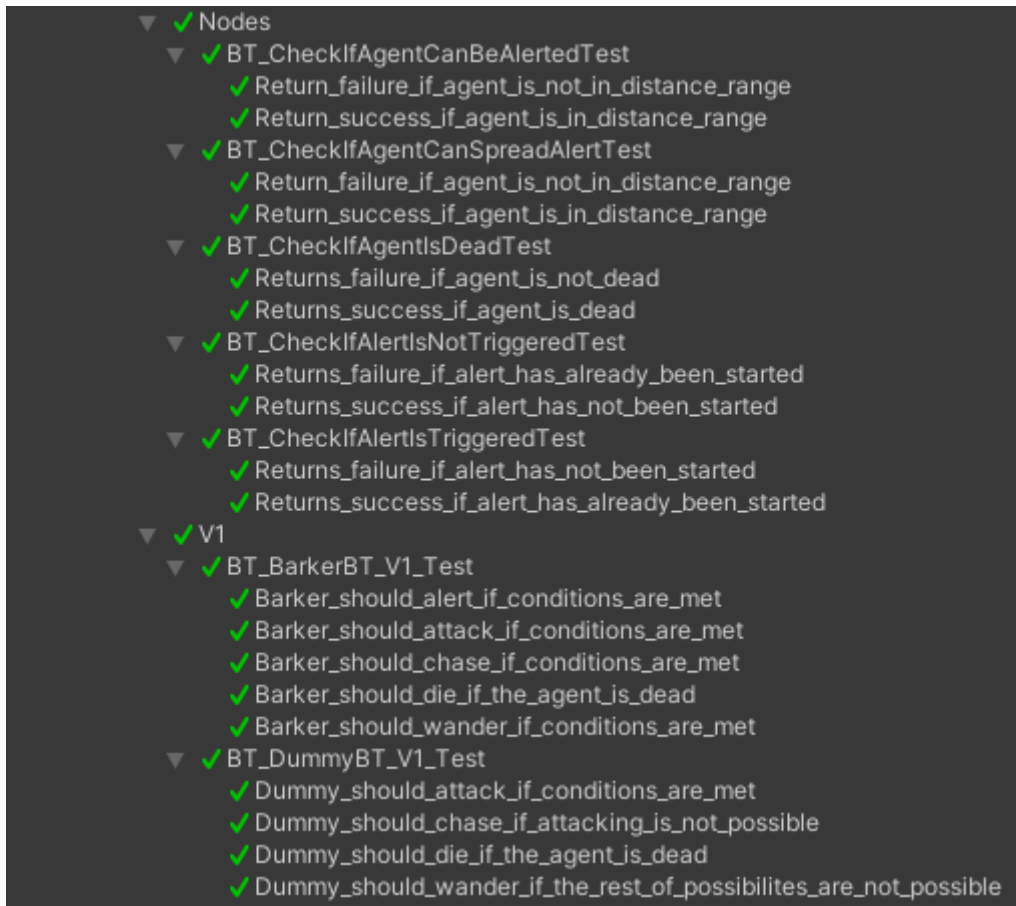 Nodes
BT_CheckIfAgentCanBeAlertedTest
Return_failure_if_agent_is_not_in_distance_range
Return_success_if_agent_is_in_distance_range
BT_CheckIfAgentCanSpreadAlertTest
Return_failure_if_agent_is_not_in_distance_range
Return_success_if_agent_is_in_distance_range
BT_CheckIfAgentIsDeadTest
Returns_failure_if_agent_is_not_dead
Returns_success_if_agent_is_dead
BT_CheckIfAlertIsNotTriggeredTest
Returns_failure_if_alert_has_already_been_started
Returns_success_if_alert_has_not_been_started
BT_CheckIfAlertIsTriggeredTest
Returns_failure_if_alert_has_not_been_started
Returns_success_if_alert_has_already_been_started
V1
BT_BarkerBT_V1_Test
Barker_should_alert_if_conditions_are_met
Barker_should_attack_if_conditions_are_met
Barker_should_chase_if_conditions_are_met
Barker_should_die_if_the_agent_is_dead
Barker_should_wander_if_conditions_are_met
BT_DummyBT_V1_Test
Dummy_should_attack_if_conditions_are_met
Dummy_should_chase_if_attacking_is_not_possible
Dummy_should_die_if_the_agent_is_dead
Dummy_should_wander_if_the_rest_of_possibilites_are_not_possible